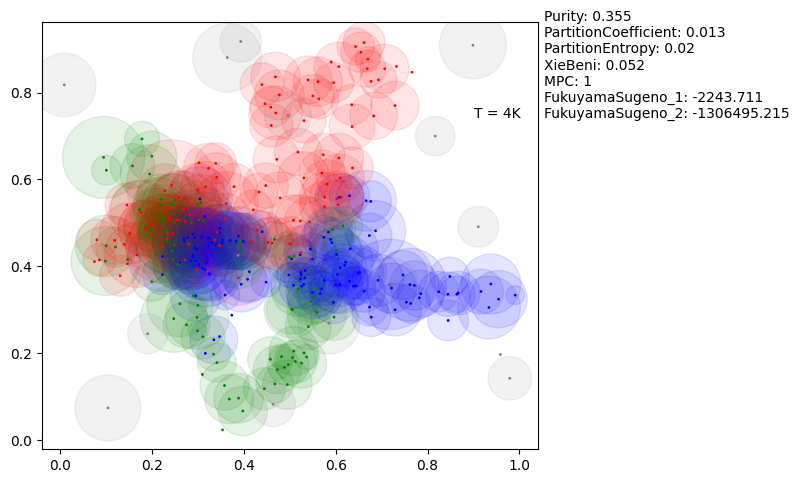 Purity: 0.355
PartitionCoefficient: 0.013
PartitionEntropy: 0.02
XieBeni: 0.052
MPC: 1
FukuyamaSugeno_1: -2243.711
FukuyamaSugeno_2: -1306495.215
T = 4K
0.8
0.6
0.4
0.2
0.0
0.0 0.2 0.4 0.6 0.8 1.0